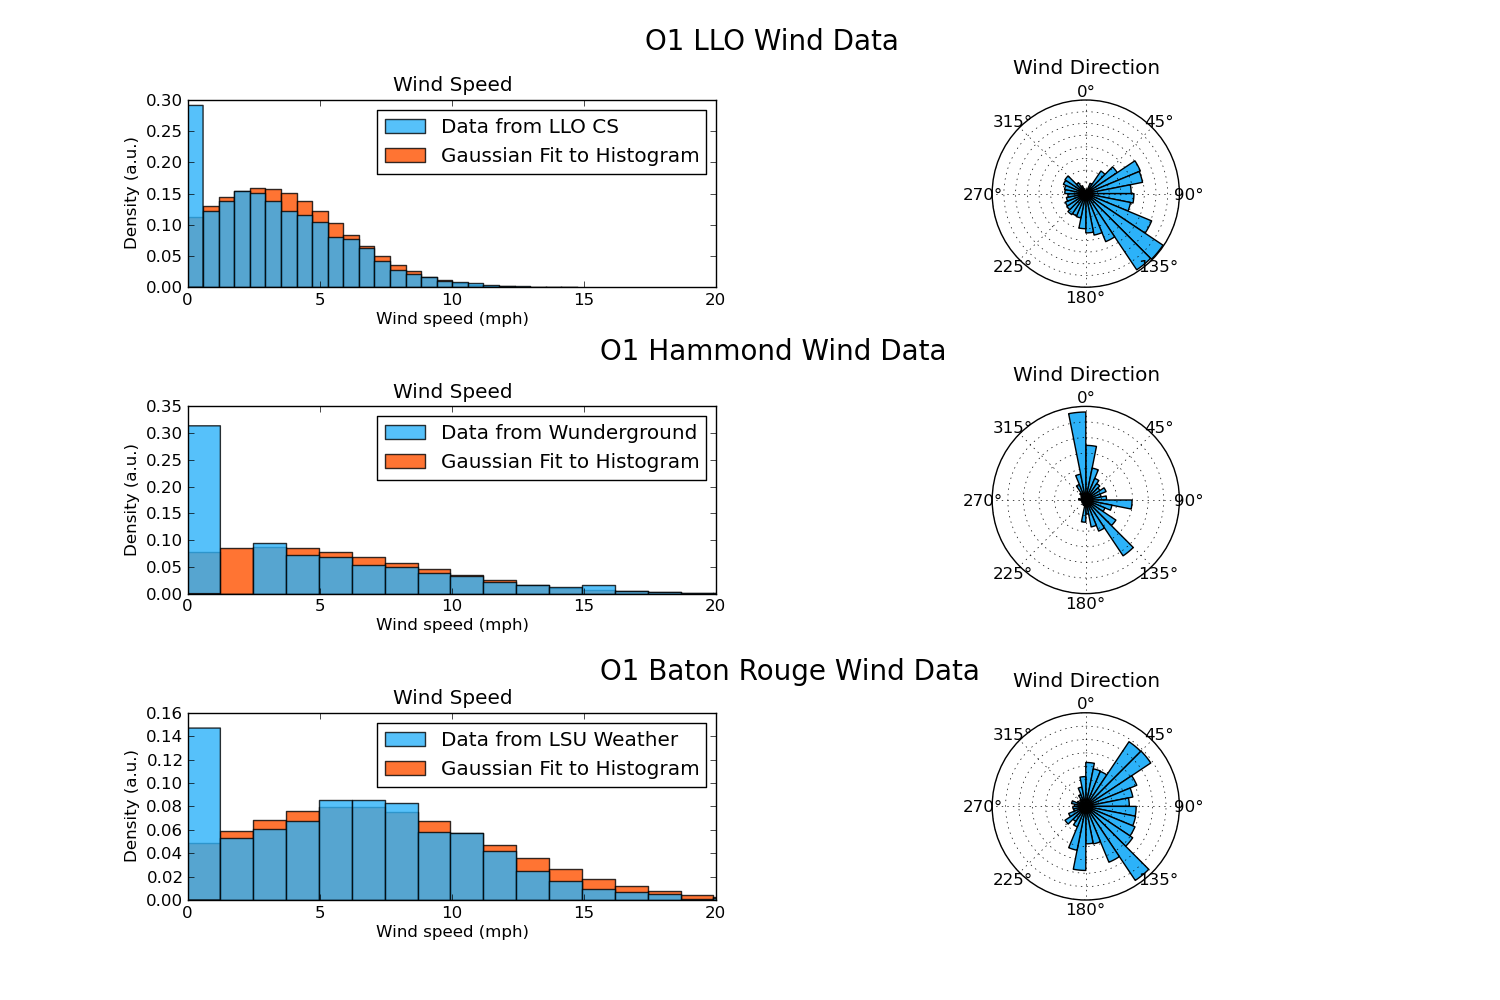 O1 LLO Wind Data
Wind Speed
Wind Direction
0.30
0.25
0.20
0.15
0.10
0.05
0.00
Density (a.u.)
Data from LLO CS
Gaussian Fit to Histogram
0 5 10 15 20
Wind speed (mph)
0°
315° 45°
270° 90°
225° 135°
180°
O1 Hammond Wind Data
Wind Speed
Wind Direction
0.35
0.30
0.25
0.20
0.15
0.10
0.05
0.00
Density (a.u.)
Data from Wunderground
Gaussian Fit to Histogram
0 5 10 15 20
Wind speed (mph)
0°
315° 45°
270° 90°
225° 135°
180°
O1 Baton Rouge Wind Data
Wind Speed
Wind Direction
0.16
0.14
0.12
0.10
0.08
0.06
0.04
0.02
0.00
Density (a.u.)
Data from LSU Weather
Gaussian Fit to Histogram
0 5 10 15 20
Wind speed (mph)
0°
315° 45°
270° 90°
225° 135°
180°